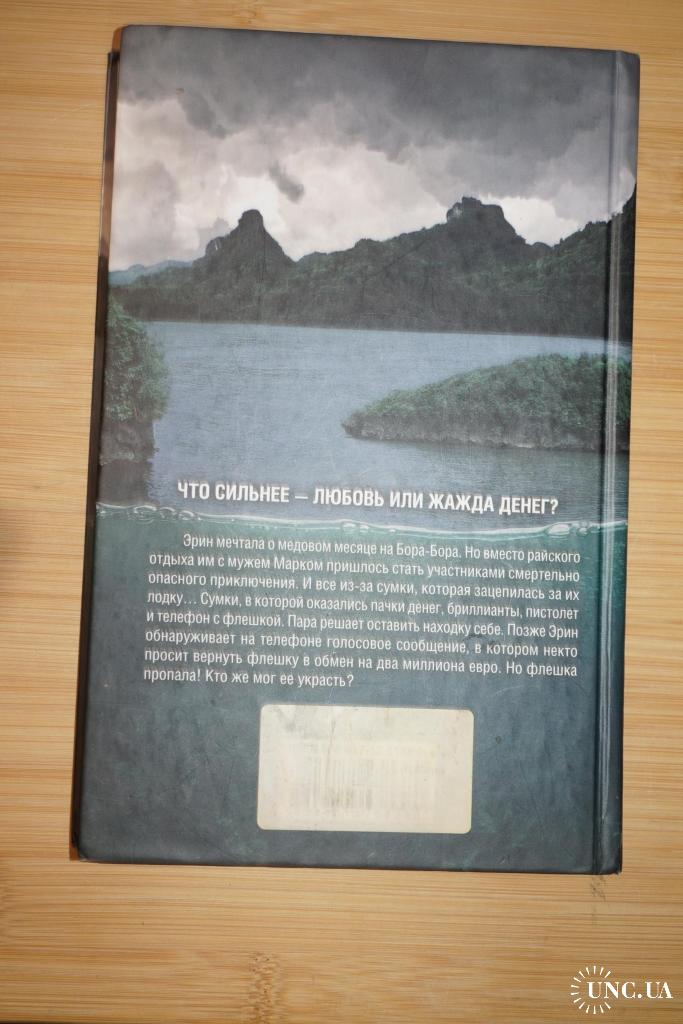 ЧТО СИЛЬНЕЕ – ЛЮБОВЬ ИЛИ ЖАЖДА ДЕНЕГ?
Эрин мечтала о медовом месяце на Бора-Бора. Но вместо райского
отдыха им с мужем Марком пришлось стать участниками смертельно
опасного приключения. И все из-за сумки, которая зацепилась за их
лодку... Сумки, в которой оказались пачки денег, бриллианты, пистолет
и телефон с флешкой. Пара решает оставить находку себе. Позже Эрин
обнаруживает на телефоне голосовое сообщение, в котором некто
просит вернуть флешку в обмен на два миллиона евро. Но флешка
пропала! Кто же мог ее украсть?
UNC.UA